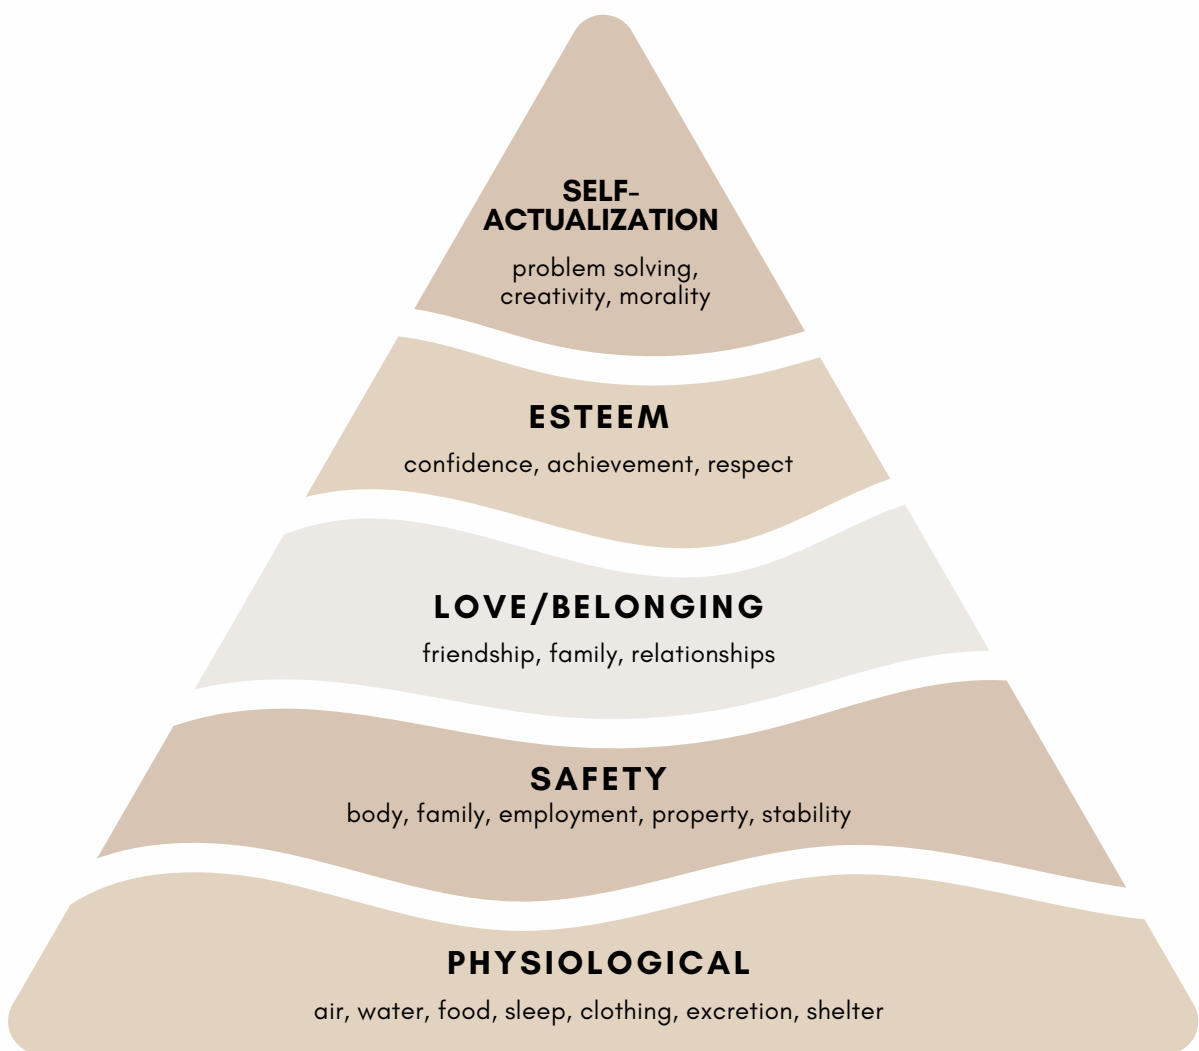 SELF-
ACTUALIZATION
problem solving,
creativity, morality
ESTEEM
confidence, achievement, respect
LOVE/BELONGING
friendship, family, relationships
SAFETY
body, family, employment, property, stability
PHYSIOLOGICAL
air, water, food, sleep, clothing, excretion, shelter